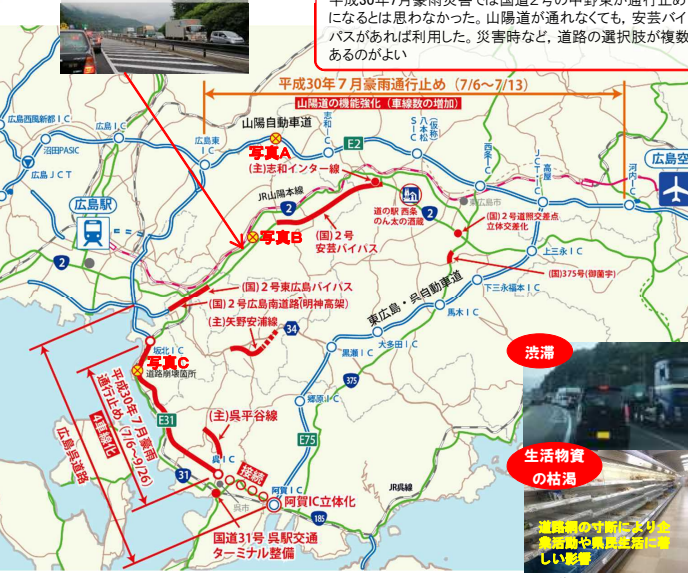 平成30年7月豪雨災害では国道2号の中野東が通行止め
になるとは思わなかった。山陽道が通れなくても，安芸バイ
パスがあれば利用した。災害時など，道路の選択肢が複数
あるのがよい
平成30年７月豪雨通行止め（7/6～7/13）
山陽道の機能強化（車線数の増加）
山陽自動車道
広島西風新都ＩＣ
沼田PASIC
広島ＪＣＴ
広島ＩＣ
広島東
ＩＣ
写真A
志和ＩＣ
E2
（仮称）
八本松
ＳＩＣ
西条ＩＣ
高屋
ＪＣＴ・ＩＣ
河内ＩＣ
広島空
(主)志和インター線
JR山陽本線
2
広島駅
写真B
(国)２号
安芸バイパス
道の駅 西条
のん太の酒蔵
東広島市
2
(国)２号道照交差点
立体交差化
上三永ＩＣ
(国)375号(御薗宇)
下三永福本ＩＣ
馬木ＩＣ
東広島・呉自動車道
大多田ＩＣ
黒瀬ＩＣ
2
(国)２号東広島バイパス
(国)２号広島南道路(明神高架)
(主)矢野安浦線
34
坂北ＩＣ
写真C
道路崩壊箇所
375
郷原ＩＣ
平成30年７月豪雨
通行止め（7/6～9/26）
4車線化
広島呉道路
E31
(主)呉平谷線
E75
呉ＩＣ
接続
31
呉市
阿賀ＩＣ
阿賀IC立体化
JR呉線
185
国道31号 呉駅交通
ターミナル整備
渋滞
生活物資
の枯渇
道路網の寸断により企
業活動や県民生活に著
しい影響